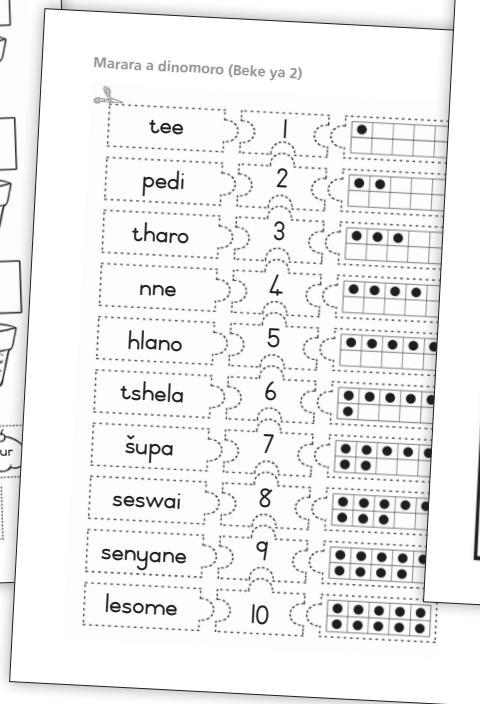 Marara a dinomoro (Beke ya 2)
tee 1
pedi 2
tharo 3
nne 4
hlano 5
tshela 6
šupa 7
seswai 8
senyane 9
lesome 10
ur